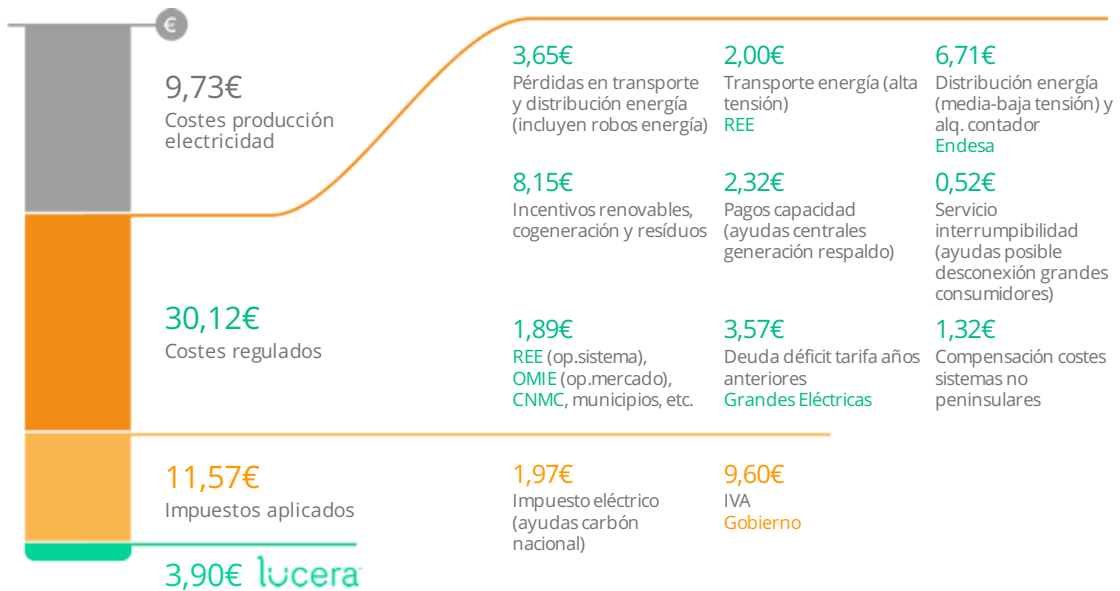 €
9,73€
Costes producción
electricidad
30,12€
Costes regulados
11,57€
Impuestos aplicados
3,90€ lucera
3,65€
Pérdidas en transporte
y distribución energía
(incluyen robos energía)
2,00€
Transporte energía (alta
tensión)
REE
6,71€
Distribución energía
(media-baja tensión) y
alq. contador
Endesa
8,15€
Incentivos renovables,
cogeneración y resíduos
2,32€
Pagos capacidad
(ayudas centrales
generación respaldo)
0,52€
Servicio
interrumpibilidad
(ayudas posible
desconexión grandes
consumidores)
1,89€
REE (op.sistema),
OMIE (op.mercado),
CNMC, municipios, etc.
3,57€
Deuda déficit tarifa años
anteriores
Grandes Eléctricas
1,32€
Compensación costes
sistemas no
peninsulares
1,97€
Impuesto eléctrico
(ayudas carbón
nacional)
9,60€
IVA
Gobierno